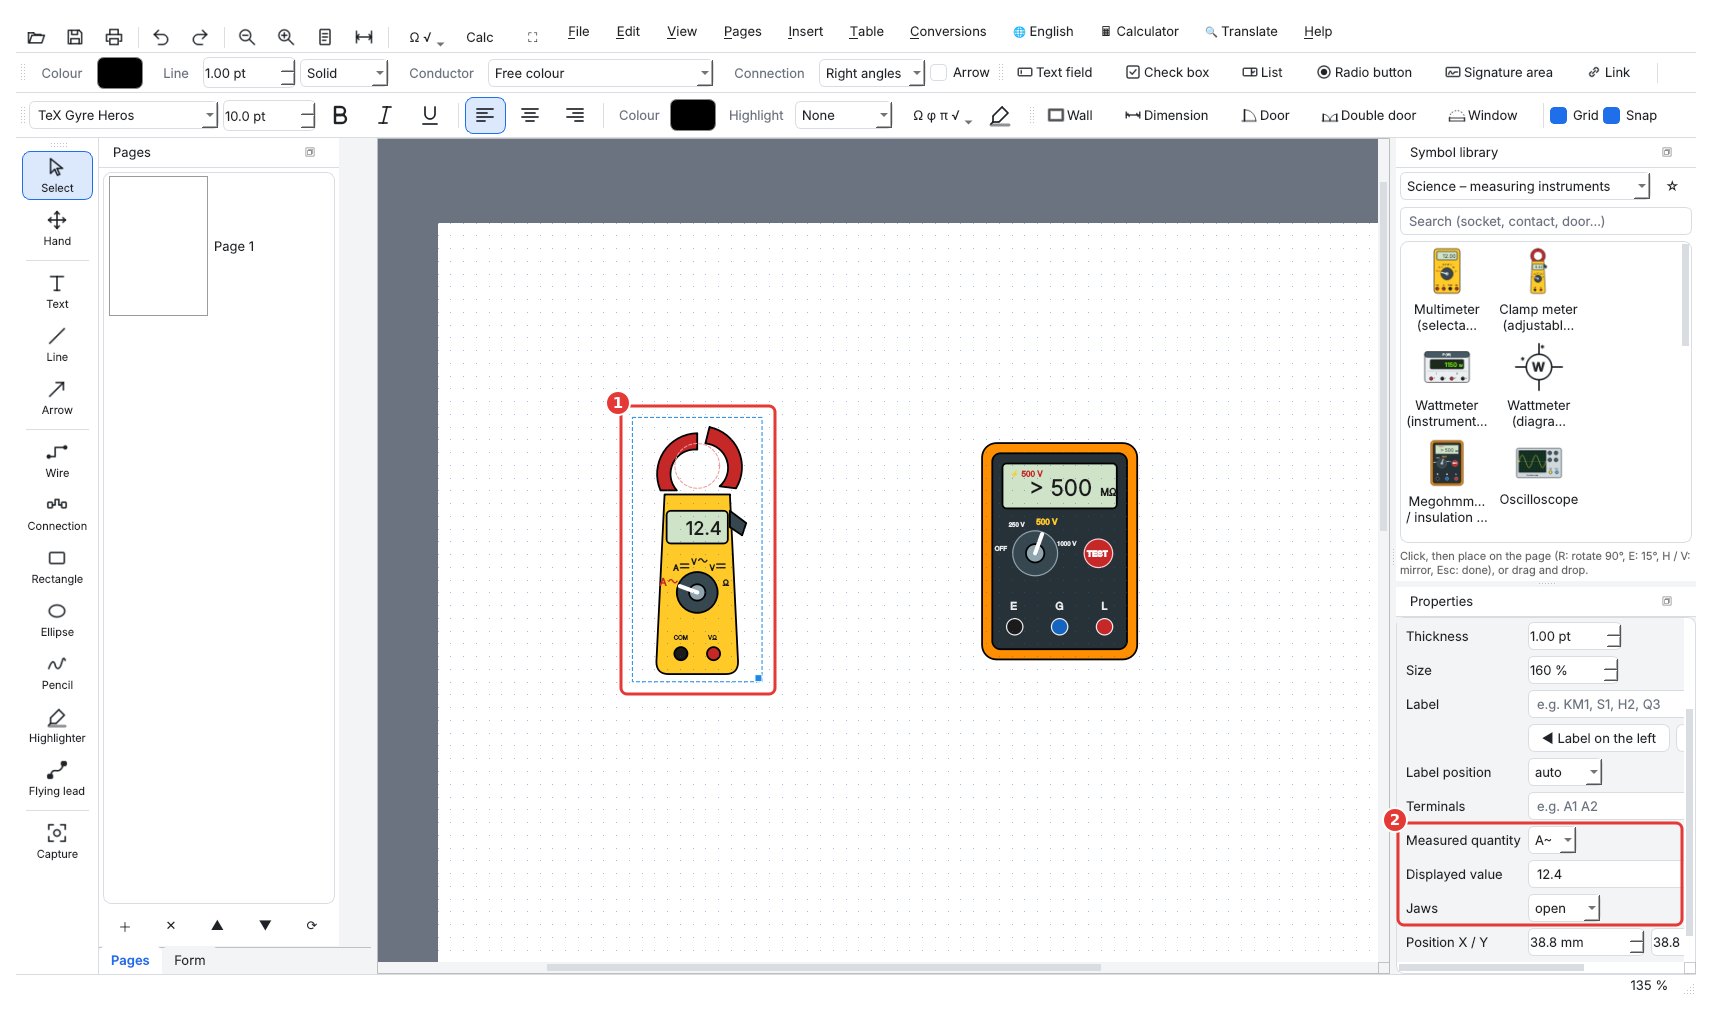 Ω √ Calc File Edit View Pages Insert Table Conversions English Calculator Translate Help
Colour Line 1.00 pt Solid Conductor Free colour Connection Right angles Arrow Text field Check box List Radio button Signature area Link
TeX Gyre Heros 10.0 pt B I U Colour Highlight None Ω φ π √ Wall Dimension Door Double door Window Grid Snap
Select
Hand
Text
Line
Arrow
Wire
Connection
Rectangle
Ellipse
Pencil
Highlighter
Flying lead
Capture
Pages
Page 1
Pages Form
1
12.4
A= V~ V=
A~ Ω
COM VΩ
500 V
> 500 MΩ
250 V 500 V
OFF 1000 V
TEST
E G L
Symbol library
Science – measuring instruments
Search (socket, contact, door...)
Multimeter (selecta...
Clamp meter (adjustabl...
Wattmeter (instrument...
Wattmeter (diagra...
Megohmm... / insulation ...
Oscilloscope
Click, then place on the page (R: rotate 90°, E: 15°, H / V:
mirror, Esc: done), or drag and drop.
Properties
Thickness 1.00 pt
Size 160 %
Label e.g. KM1, S1, H2, Q3
◀ Label on the left
Label position auto
Terminals e.g. A1 A2
2
Measured quantity A~
Displayed value 12.4
Jaws open
Position X / Y 38.8 mm 38.8
135 %